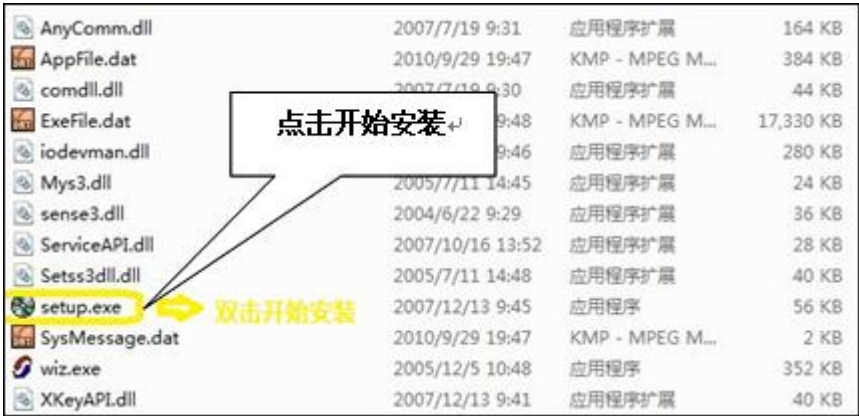 AnyComm.dll 2007/7/19 9:31 应用程序扩展 164 KB
AppFile.dat 2010/9/29 19:47 KMP - MPEG M... 384 KB
comdll.dll 2007/7/19 9:30 应用程序扩展 44 KB
点击开始安装
ExeFile.dat 9:48 KMP - MPEG M... 17,330 KB
iodevman.dll 9:46 应用程序扩展 280 KB
Mys3.dll 2005/7/11 14:45 应用程序扩展 24 KB
sense3.dll 2004/6/22 9:29 应用程序扩展 36 KB
ServiceAPI.dll 2007/10/16 13:52 应用程序扩展 28 KB
Setss3dll.dll 2005/7/11 14:48 应用程序扩展 40 KB
setup.exe 双击开始安装 2007/12/13 9:45 应用程序 56 KB
SysMessage.dat 2010/9/29 19:47 KMP - MPEG M... 2 KB
wiz.exe 2005/12/5 10:48 应用程序 352 KB
XKeyAPI.dll 2007/12/13 9:41 应用程序扩展 40 KB